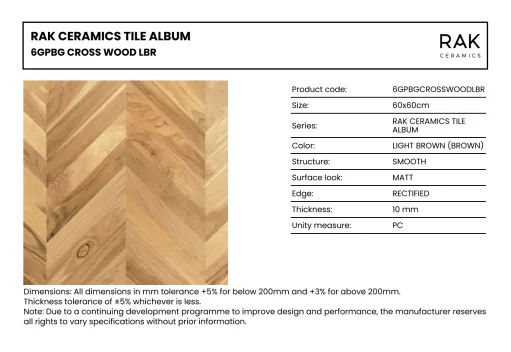 RAK CERAMICS TILE ALBUM
6GPBG CROSS WOOD LBR
RAK
CERAMICS
Product code: 6GPBGCROSSWOODLBR
Size: 60x60cm
Series: RAK CERAMICS TILE
ALBUM
Color: LIGHT BROWN (BROWN)
Structure: SMOOTH
Surface look: MATT
Edge: RECTIFIED
Thickness: 10 mm
Unity measure: PC
Dimensions: All dimensions in mm tolerance +5% for below 200mm and +3% for above 200mm.
Thickness tolerance of ±5% whichever is less.
Note: Due to a continuing development programme to improve design and performance, the manufacturer reserves
all rights to vary specifications without prior information.